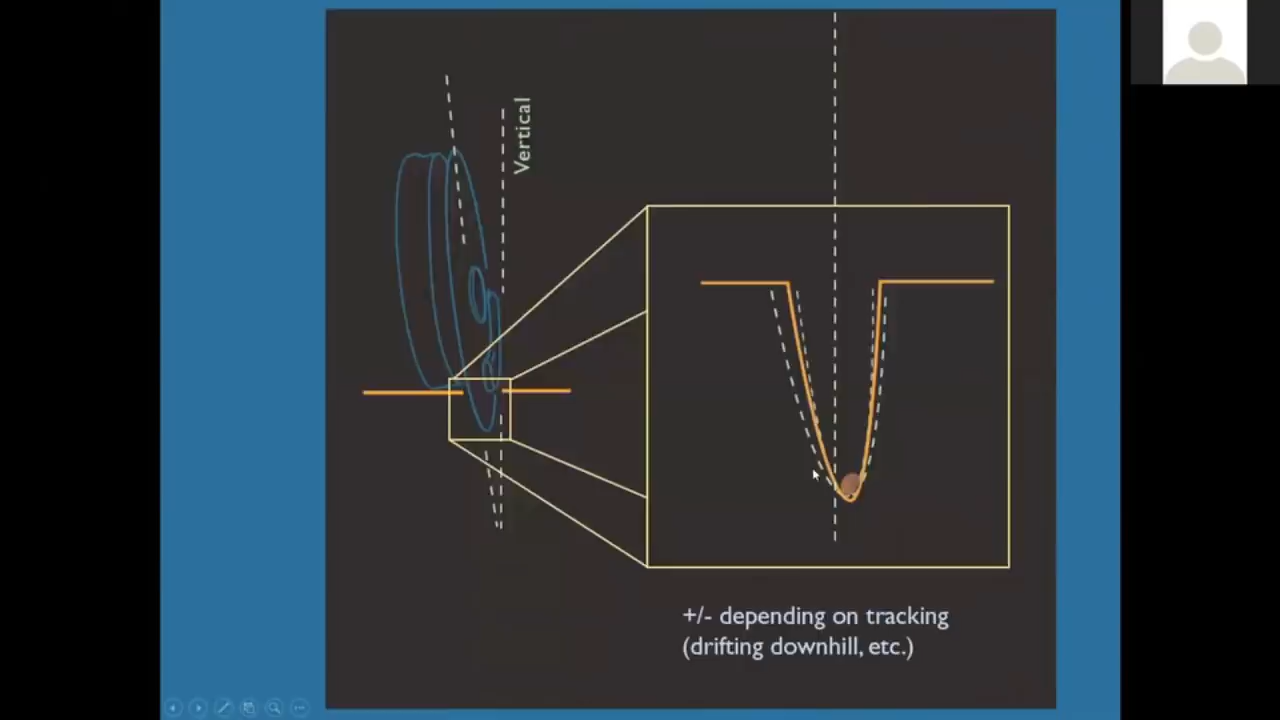 Vertical
+/- depending on tracking
(drifting downhill, etc.)